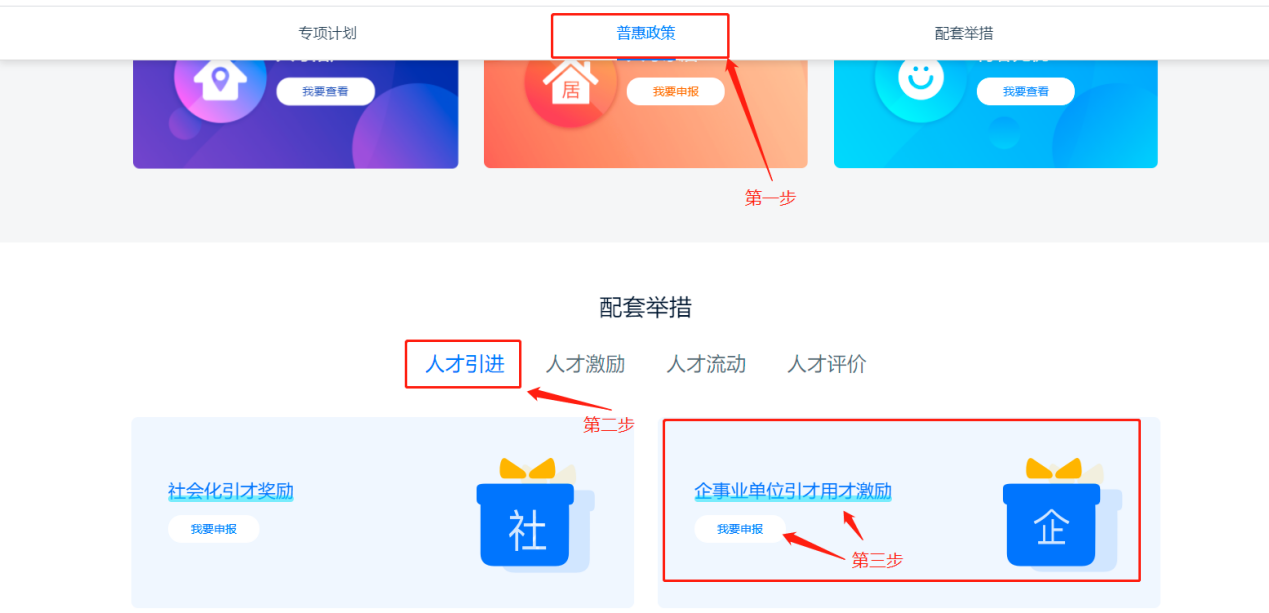 专项计划
普惠政策
配套举措
我要查看
居
我要申报
我要查看
第一步
配套举措
人才引进
人才激励
人才流动
人才评价
第二步
社会化引才奖励
我要申报
社
企事业单位引才用才激励
我要申报
企
第三步